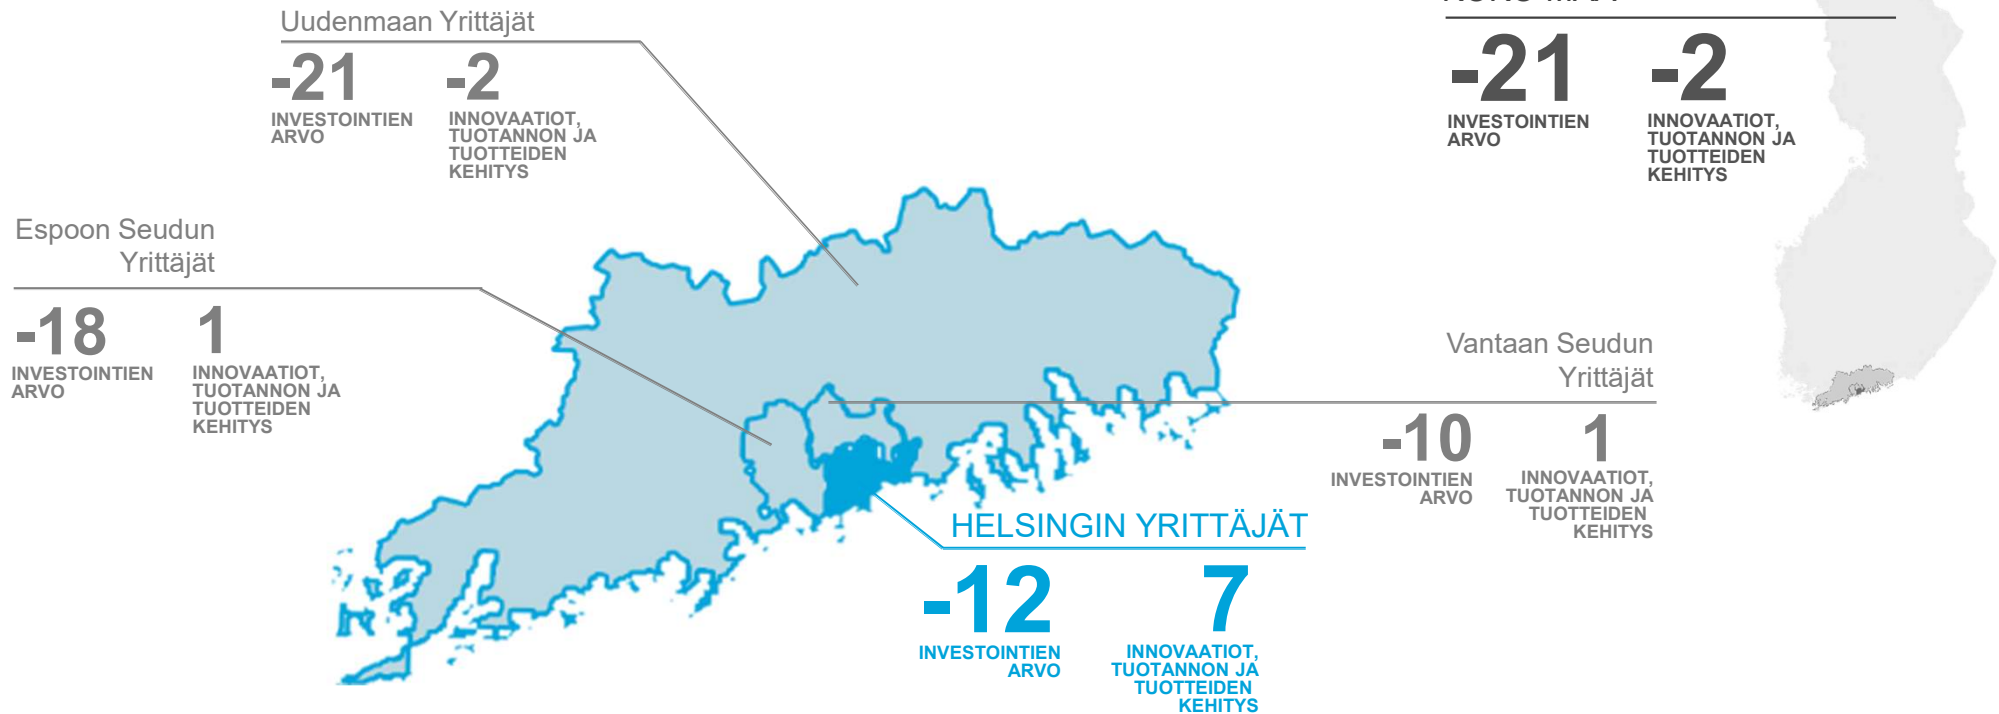 Uudenmaan Yrittäjät
-21 -2
INVESTOINTIEN
ARVO
INNOVAATIOT,
TUOTANNON JA
TUOTTEIDEN
KEHITYS
-21 -2
INVESTOINTIEN
ARVO
INNOVAATIOT,
TUOTANNON JA
TUOTTEIDEN
KEHITYS
Espoon Seudun
Yrittäjät
-18 1
INVESTOINTIEN
ARVO
INNOVAATIOT,
TUOTANNON JA
TUOTTEIDEN
KEHITYS
Vantaan Seudun
Yrittäjät
-10 1
INVESTOINTIEN
ARVO
INNOVAATIOT,
TUOTANNON JA
TUOTTEIDEN
KEHITYS
HELSINGIN YRITTÄJÄT
-12 7
INVESTOINTIEN
ARVO
INNOVAATIOT,
TUOTANNON JA
TUOTTEIDEN
KEHITYS